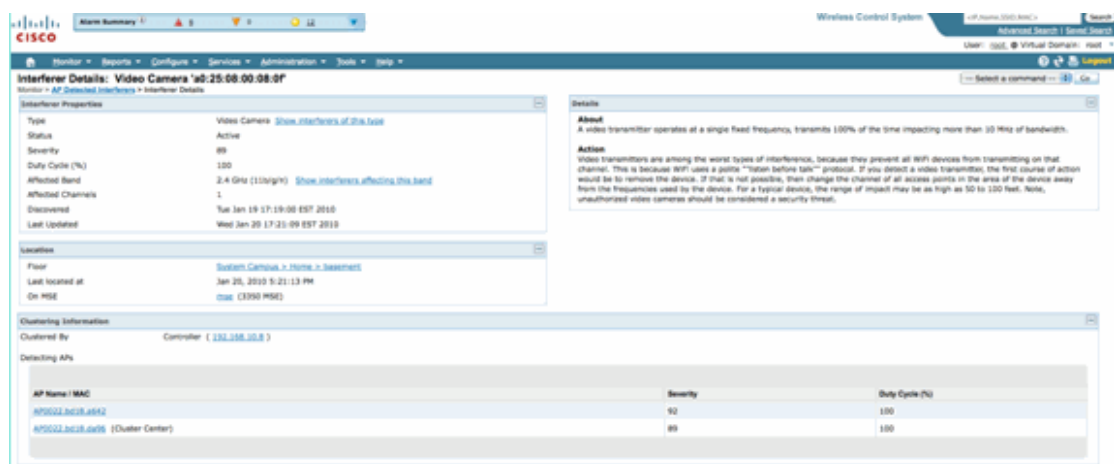 Alarm Summary
12
Wireless Control System
Search
Advanced Search | Saved Search
CISCO
User: root @ Virtual Domain: root
Monitor Reports Configure Services Administration Tools Help
Logout
Interferer Details: Video Camera 'a0:25:08:00:08:0f'
-- Select a command -- Go
Monitor > AP Detected Interferers > Interferer Details
Interferer Properties
Type Video Camera Show interferers of this type
Status Active
Severity 89
Duty Cycle (%) 100
Affected Band 2.4 GHz (11b/g/n) Show interferers affecting this band
Affected Channels 1
Discovered Tue Jan 19 17:19:00 EST 2010
Last Updated Wed Jan 20 17:21:09 EST 2010
Details
About
A video transmitter operates at a single fixed frequency, transmits 100% of the time impacting more than 10 MHz of bandwidth.
Action
Video transmitters are among the worst types of interference, because they prevent all WiFi devices from transmitting on that
channel. This is because WiFi uses a polite ""listen before talk"" protocol. If you detect a video transmitter, the first course of action
would be to remove the device. If that is not possible, then change the channel of all access points in the area of the device away
from the frequencies used by the device. For a typical device, the range of impact may be as high as 50 to 100 feet. Note,
unauthorized video cameras should be considered a security threat.
Location
Floor System Campus > Home > basement
Last located at Jan 20, 2010 5:21:13 PM
On MSE mse (3350 MSE)
Clustering Information
Clustered By Controller ( 192.168.10.8 )
Detecting APs
AP Name / MAC Severity Duty Cycle (%)
AP0022.bd18.a642 92 100
AP0022.bd18.da96 (Cluster Center) 89 100